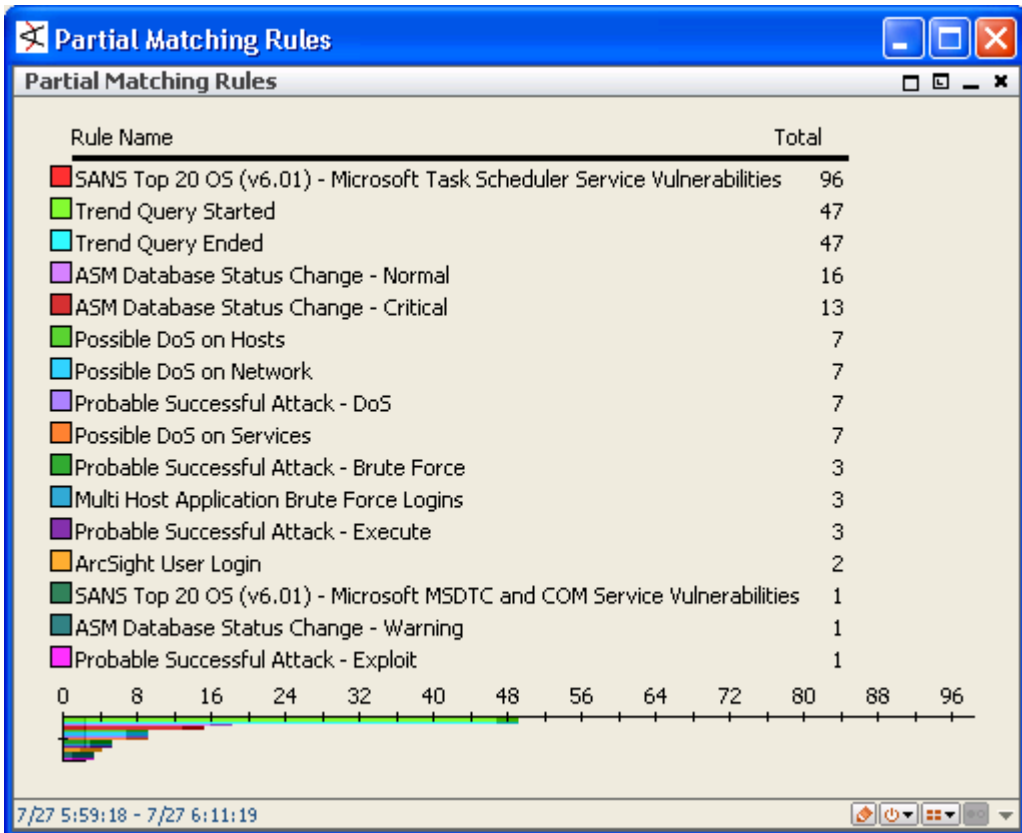 Partial Matching Rules
Partial Matching Rules
Rule Name Total
SANS Top 20 OS (v6.01) - Microsoft Task Scheduler Service Vulnerabilities 96
Trend Query Started 47
Trend Query Ended 47
ASM Database Status Change - Normal 16
ASM Database Status Change - Critical 13
Possible DoS on Hosts 7
Possible DoS on Network 7
Probable Successful Attack - DoS 7
Possible DoS on Services 7
Probable Successful Attack - Brute Force 3
Multi Host Application Brute Force Logins 3
Probable Successful Attack - Execute 3
ArcSight User Login 2
SANS Top 20 OS (v6.01) - Microsoft MSDTC and COM Service Vulnerabilities 1
ASM Database Status Change - Warning 1
Probable Successful Attack - Exploit 1
0 8 16 24 32 40 48 56 64 72 80 88 96
7/27 5:59:18 - 7/27 6:11:19